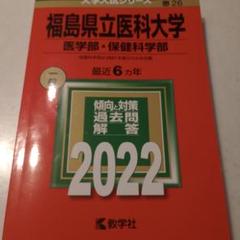 大学入試シリーズ
26
福島県立医科大学
医学部・保健科学部
最近6カ年
傾向と対策
過去問
解答
2022
教学社